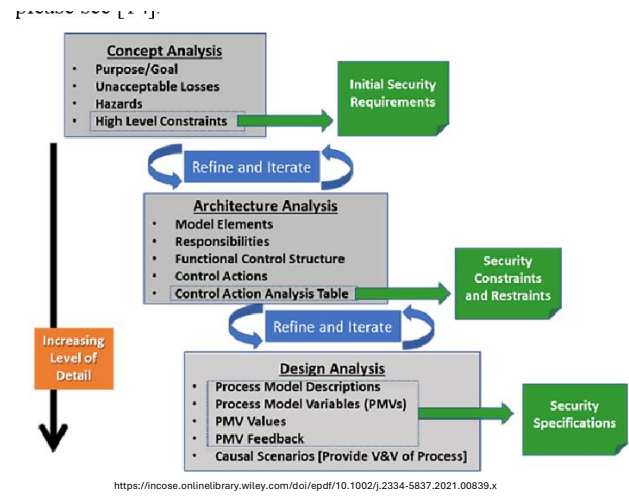 please see [14].
Concept Analysis
• Purpose/Goal
• Unacceptable Losses
• Hazards
• High Level Constraints
Initial Security
Requirements
Refine and Iterate
Architecture Analysis
• Model Elements
• Responsibilities
• Functional Control Structure
• Control Actions
• Control Action Analysis Table
Security
Constraints
and Restraints
Refine and Iterate
Increasing
Level of
Detail
Design Analysis
• Process Model Descriptions
• Process Model Variables (PMVs)
• PMV Values
• PMV Feedback
• Causal Scenarios [Provide V&V of Process]
Security
Specifications
https://incose.onlinelibrary.wiley.com/doi/epdf/10.1002/j.2334-5837.2021.00839.x